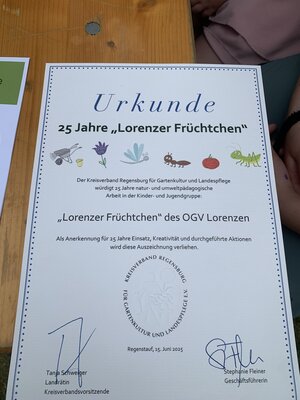 Urkunde
25 Jahre „Lorenzer Früchtchen“
Der Kreisverband Regensburg für Gartenkultur und Landespflege
würdigt 25 Jahre natur- und umweltpädagogische
Arbeit in der Kinder- und Jugendgruppe:
„Lorenzer Früchtchen“ des OGV Lorenzen
Als Anerkennung für 25 Jahre Einsatz, Kreativität und durchgeführte Aktionen
wird diese Auszeichnung verliehen.
KREISVERBAND REGENSBURG
FÜR GARTENKULTUR UND LANDESPFLEGE E.V.
Regenstauf, 15. Juni 2025
Tanja Schweiger
Landrätin
Kreisverbandsvorsitzende
Stephanie Fleiner
Geschäftsführerin